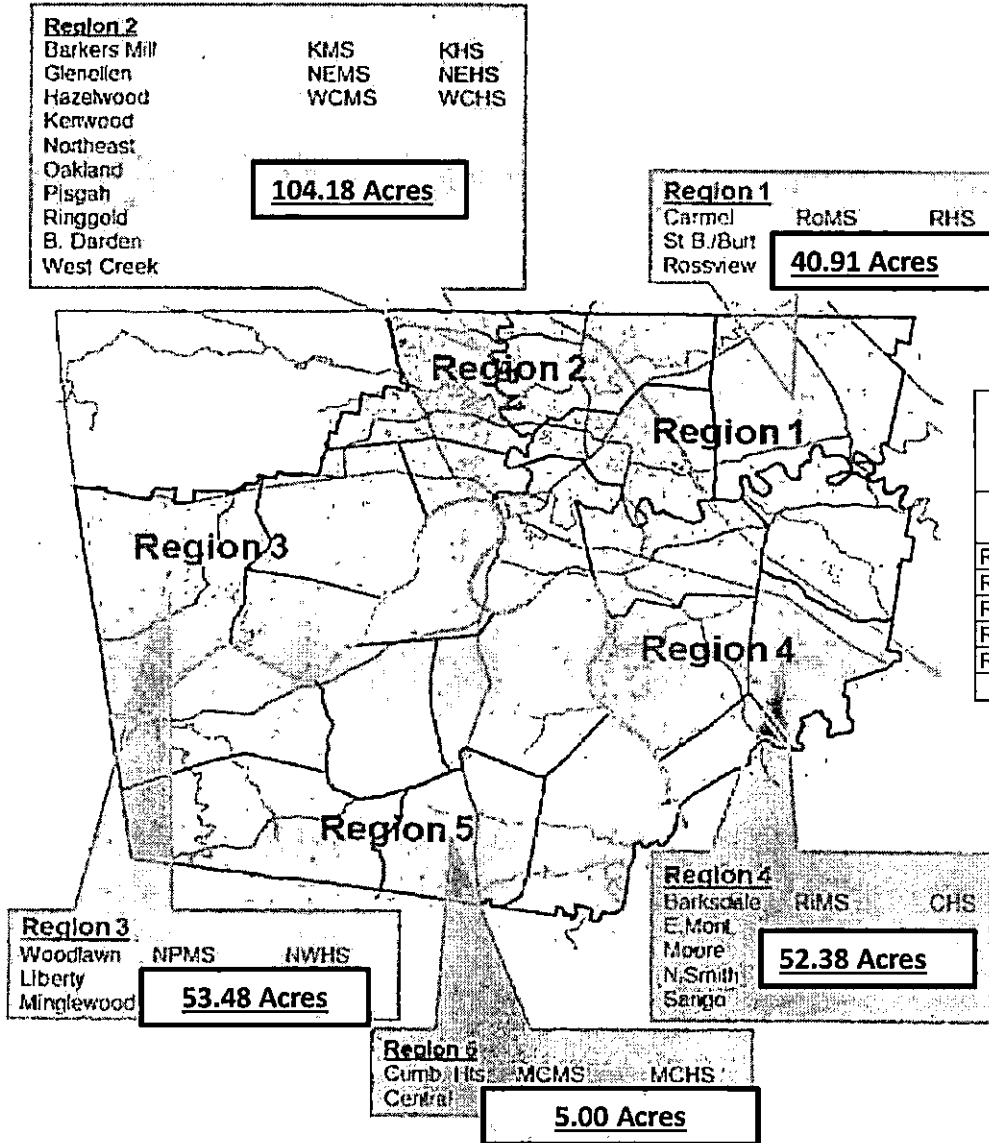 Region 2
Barkers Mill KMS KHS
Glenellen NEMS NEHS
Hazelwood WCMS WCHS
Kenwood
Northeast
Oakland
Pisgah
Ringgold
B. Darden
West Creek
104.18 Acres
Region 1
Carmel RoMS RHS
St B./Burt
Rossview
40.91 Acres
Region 2
Region 1
Region 3
Region 4
Region 5
R
R
R
R
R
Region 3
Woodlawn NPMS NWHS
Liberty
Minglewood
53.48 Acres
Region 4
Barksdale RiMS CHS
E.Mont.
Moore
N.Smith
Sango
52.38 Acres
Region 5
Cumb. Hts. MCMS MCHS
Central
5.00 Acres